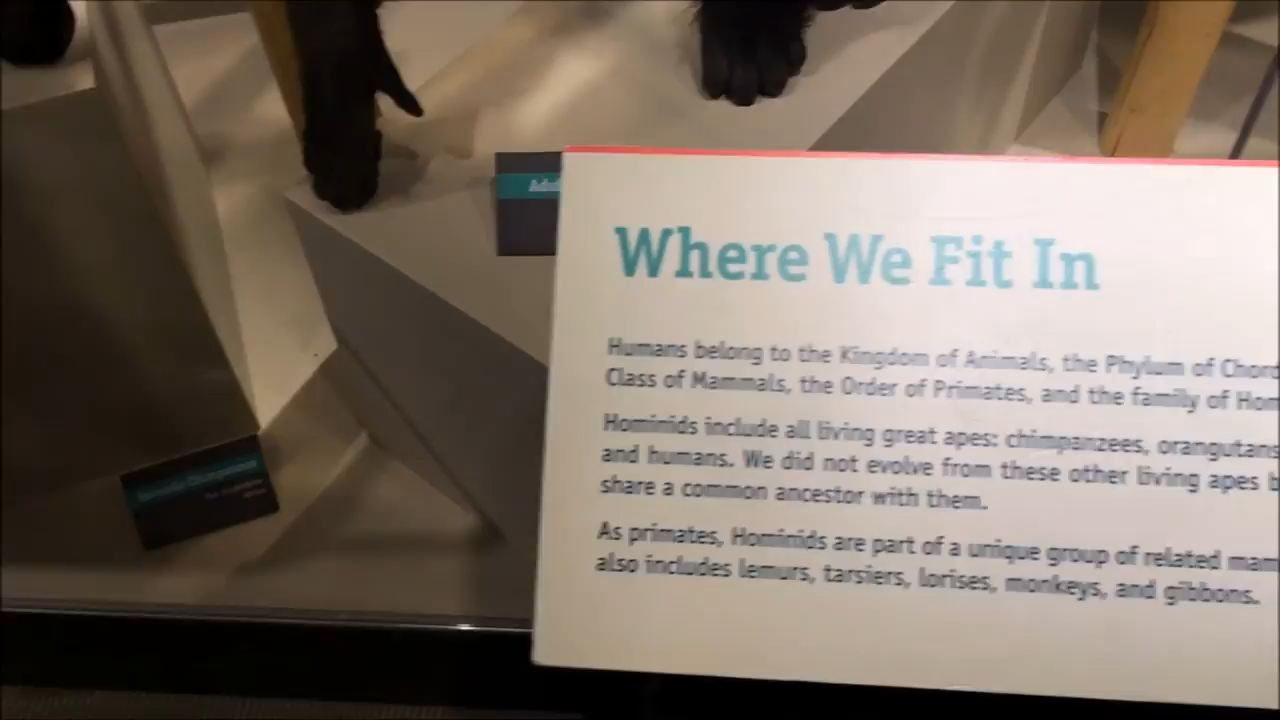 Where We Fit In
Humans belong to the Kingdom of Animals, the Phylum of Chord
Class of Mammals, the Order of Primates, and the family of Hom
Hominids include all living great apes: chimpanzees, orangutans
and humans. We did not evolve from these other living apes b
share a common ancestor with them.
As primates, Hominids are part of a unique group of related mam
also includes lemurs, tarsiers, lorises, monkeys, and gibbons.